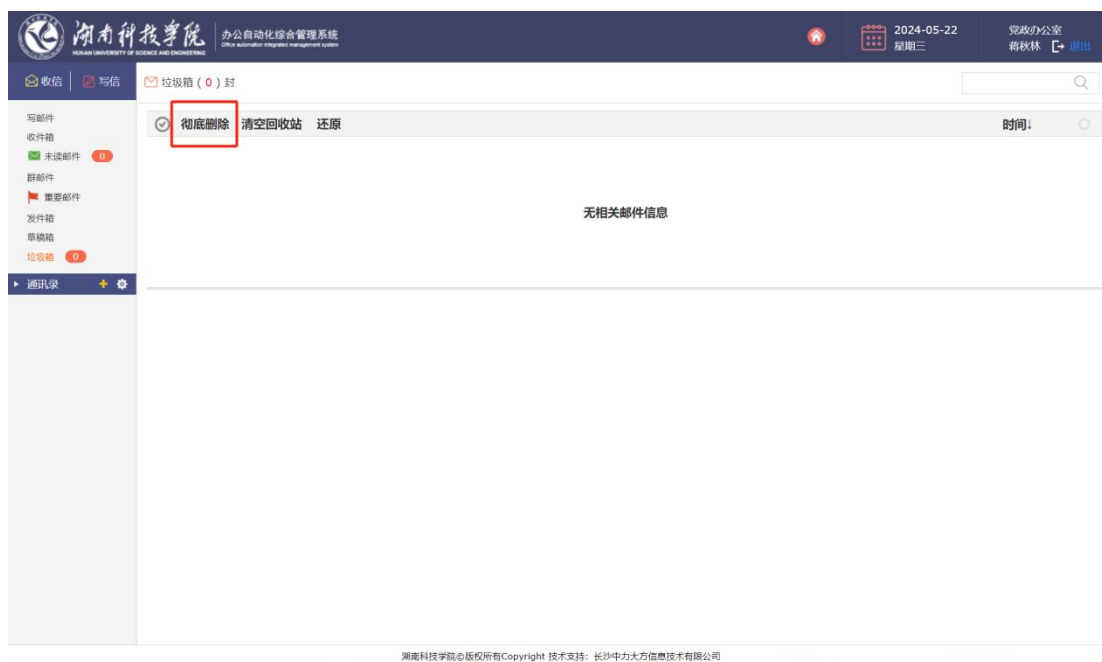 湖南科技学院
HUNAN UNIVERSITY OF SCIENCE AND ENGINEERING
办公自动化综合管理系统
Office automation integrated management system
2024-05-22
星期三
党政办公室
蒋秋林 退出
收信 写信
垃圾箱 ( 0 ) 封
写邮件
收件箱
未读邮件 0
群邮件
重要邮件
发件箱
草稿箱
垃圾箱 0
通讯录
彻底删除 清空回收站 还原
时间↓
无相关邮件信息
湖南科技学院©版权所有Copyright 技术支持：长沙中力大方信息技术有限公司